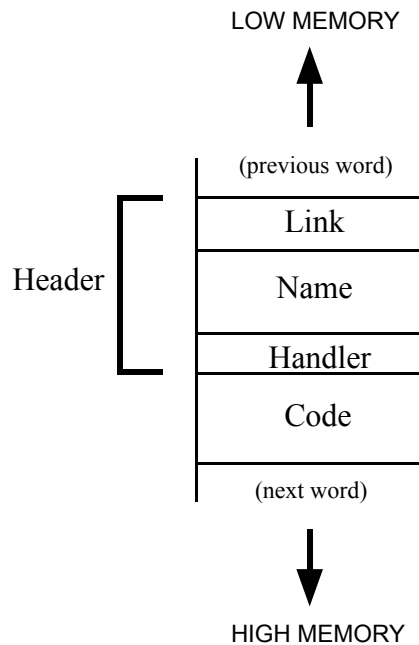 LOW MEMORY
(previous word)
Link
Header
Name
Handler
Code
(next word)
HIGH MEMORY